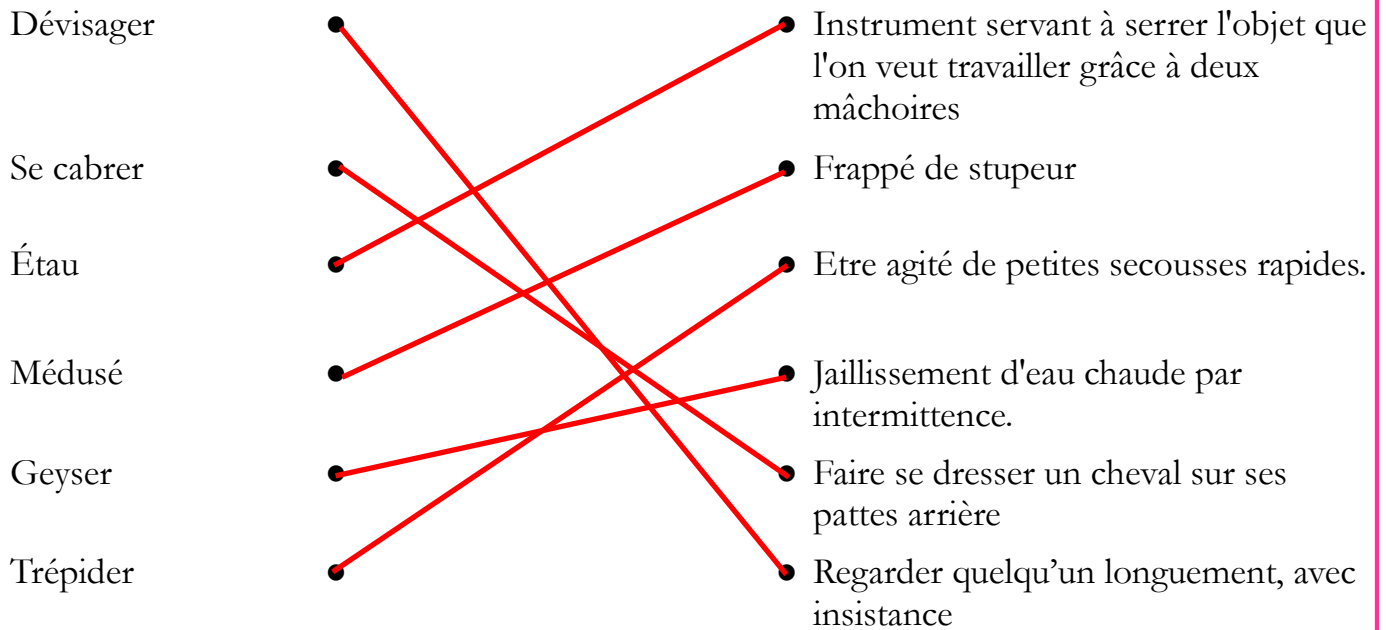 Dévisager
Instrument servant à serrer l'objet que
l'on veut travailler grâce à deux
mâchoires
Se cabrer
Frappé de stupeur
Étau
Etre agité de petites secousses rapides.
Médusé
Jaillissement d'eau chaude par
intermittence.
Geyser
Faire se dresser un cheval sur ses
pattes arrière
Trépider
Regarder quelqu’un longuement, avec
insistance